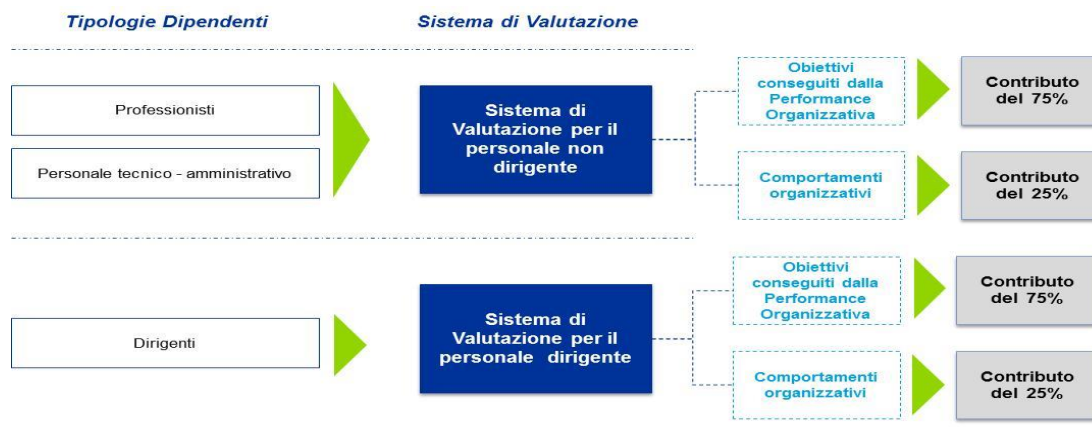 Tipologie Dipendenti
Sistema di Valutazione
Professionisti
Personale tecnico - amministrativo
Sistema di
Valutazione per il
personale non
dirigente
Obiettivi
conseguiti dalla
Performance
Organizzativa
Contributo
del 75%
Comportamenti
organizzativi
Contributo
del 25%
Dirigenti
Sistema di
Valutazione per il
personale dirigente
Obiettivi
conseguiti dalla
Performance
Organizzativa
Contributo
del 75%
Comportamenti
organizzativi
Contributo
del 25%